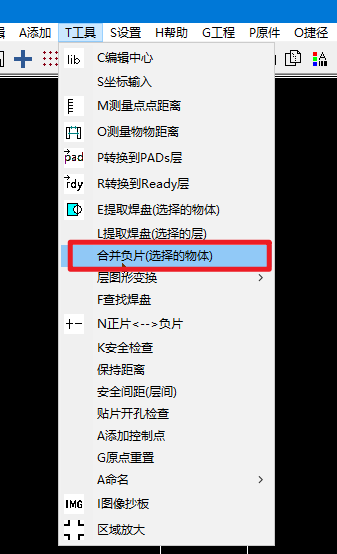 A添加 T工具 S设置 H帮助 G工程 P原件 O捷径
lib C编辑中心
S坐标输入
M测量点点距离
O测量物物距离
pad P转换到PADs层
rdy R转换到Ready层
E提取焊盘(选择的物体)
L提取焊盘(选择的层)
合并负片(选择的物体)
层图形变换
F查找焊盘
N正片<-->负片
K安全检查
保持距离
安全间距(层间)
贴片开孔检查
A添加控制点
G原点重置
A命名
IMG I图像抄板
区域放大